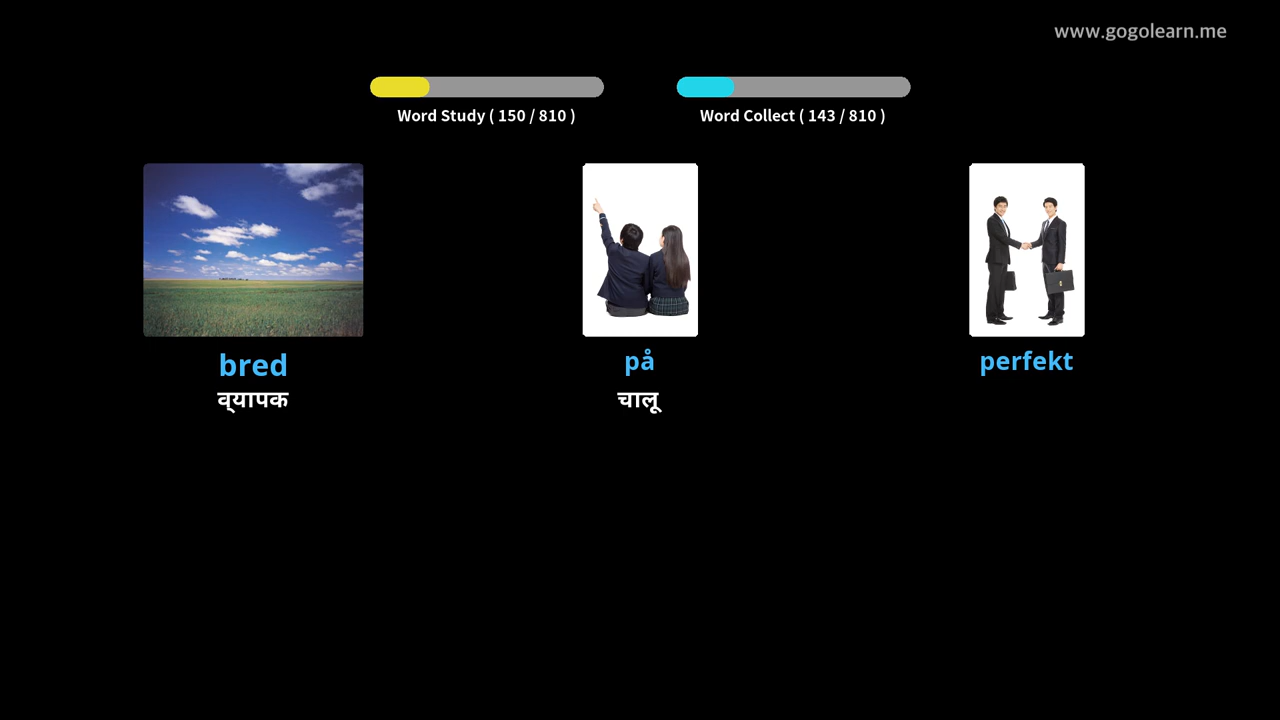 www.gogolearn.me
Word Study ( 150 / 810 )
Word Collect ( 143 / 810 )
bred
på
perfekt
व्‌यापक
चालू